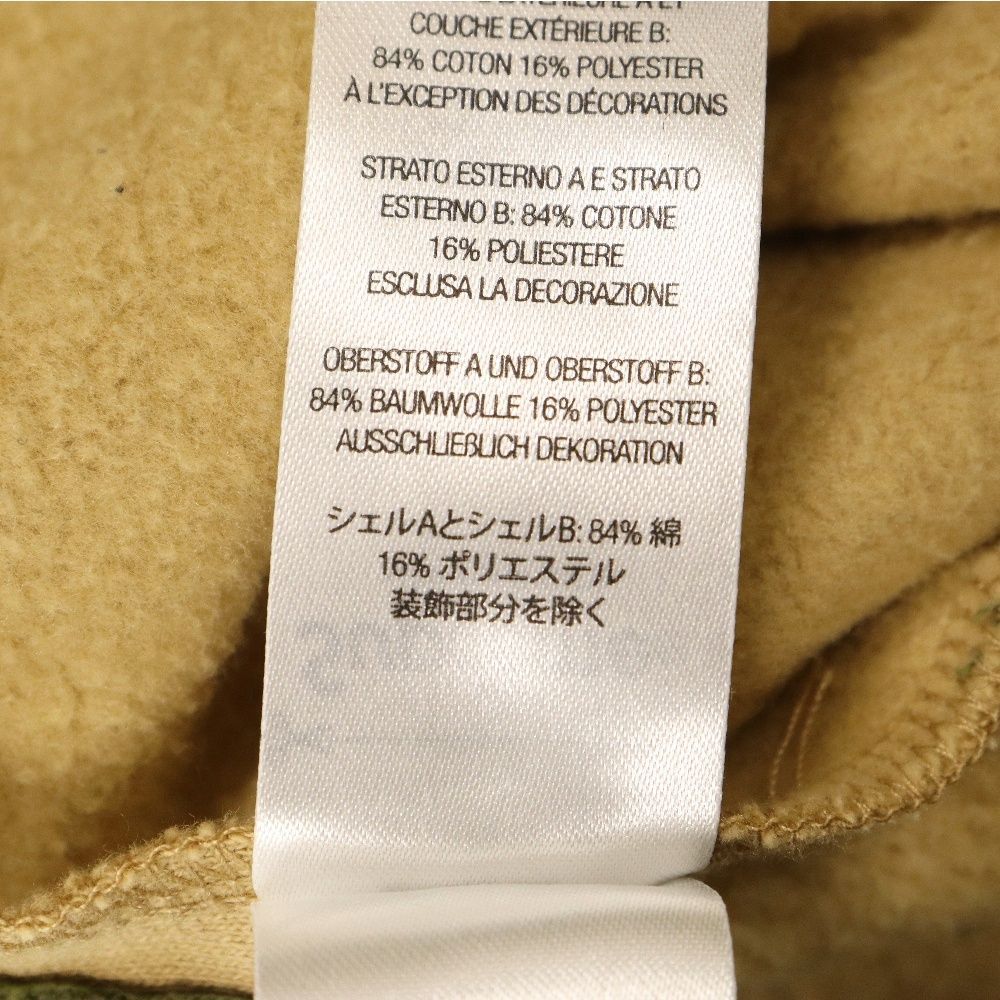 COUCHE EXTÉRIEURE B:
84% COTON 16% POLYESTER
À L'EXCEPTION DES DÉCORATIONS
STRATO ESTERNO A E STRATO
ESTERNO B: 84% COTONE
16% POLIESTERE
ESCLUSA LA DECORAZIONE
OBERSTOFF A UND OBERSTOFF B:
84% BAUMWOLLE 16% POLYESTER
AUSSCHLIEßLICH DEKORATION
シェルAとシェルB: 84% 綿
16% ポリエステル
装飾部分を除く